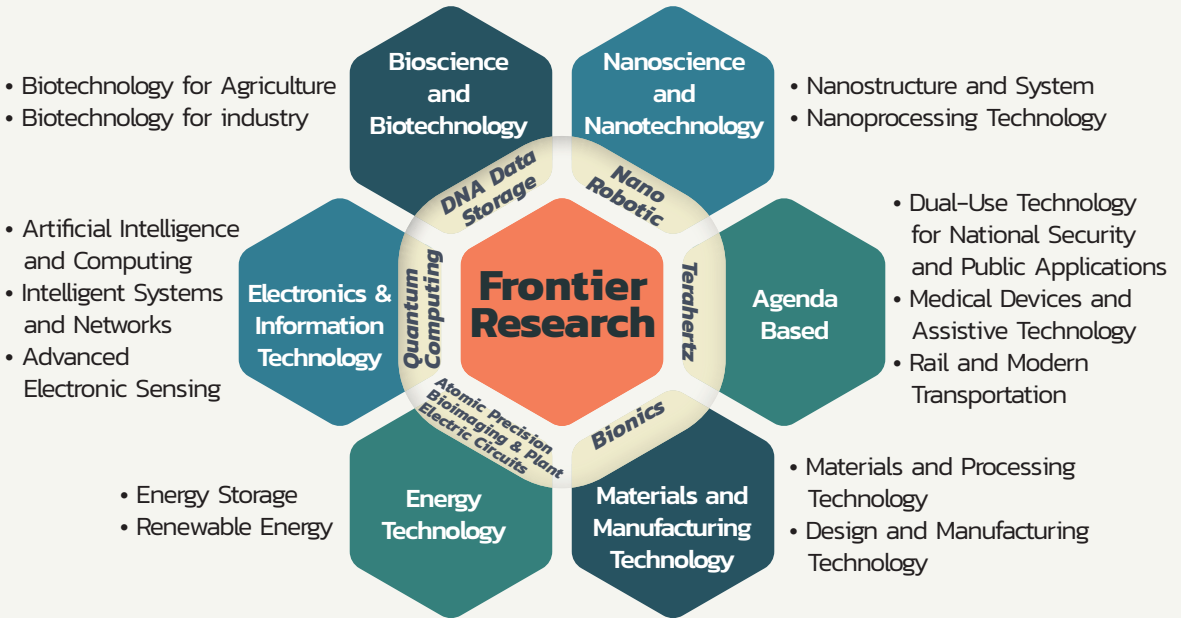 Bioscience
and
Biotechnology
• Biotechnology for Agriculture
• Biotechnology for industry
Nanoscience
and
Nanotechnology
• Nanostructure and System
• Nanoprocessing Technology
DNA Data
Storage
Nano
Robotic
• Artificial Intelligence
and Computing
• Intelligent Systems
and Networks
• Advanced
Electronic Sensing
Electronics &
Information
Technology
Quantum
Computing
Frontier
Research
Terahertz
Agenda
Based
• Dual-Use Technology
for National Security
and Public Applications
• Medical Devices and
Assistive Technology
• Rail and Modern
Transportation
Atomic Precision
Bioimaging & Plant
Electric Circuits
Bionics
• Energy Storage
• Renewable Energy
Energy
Technology
Materials and
Manufacturing
Technology
• Materials and Processing
Technology
• Design and Manufacturing
Technology